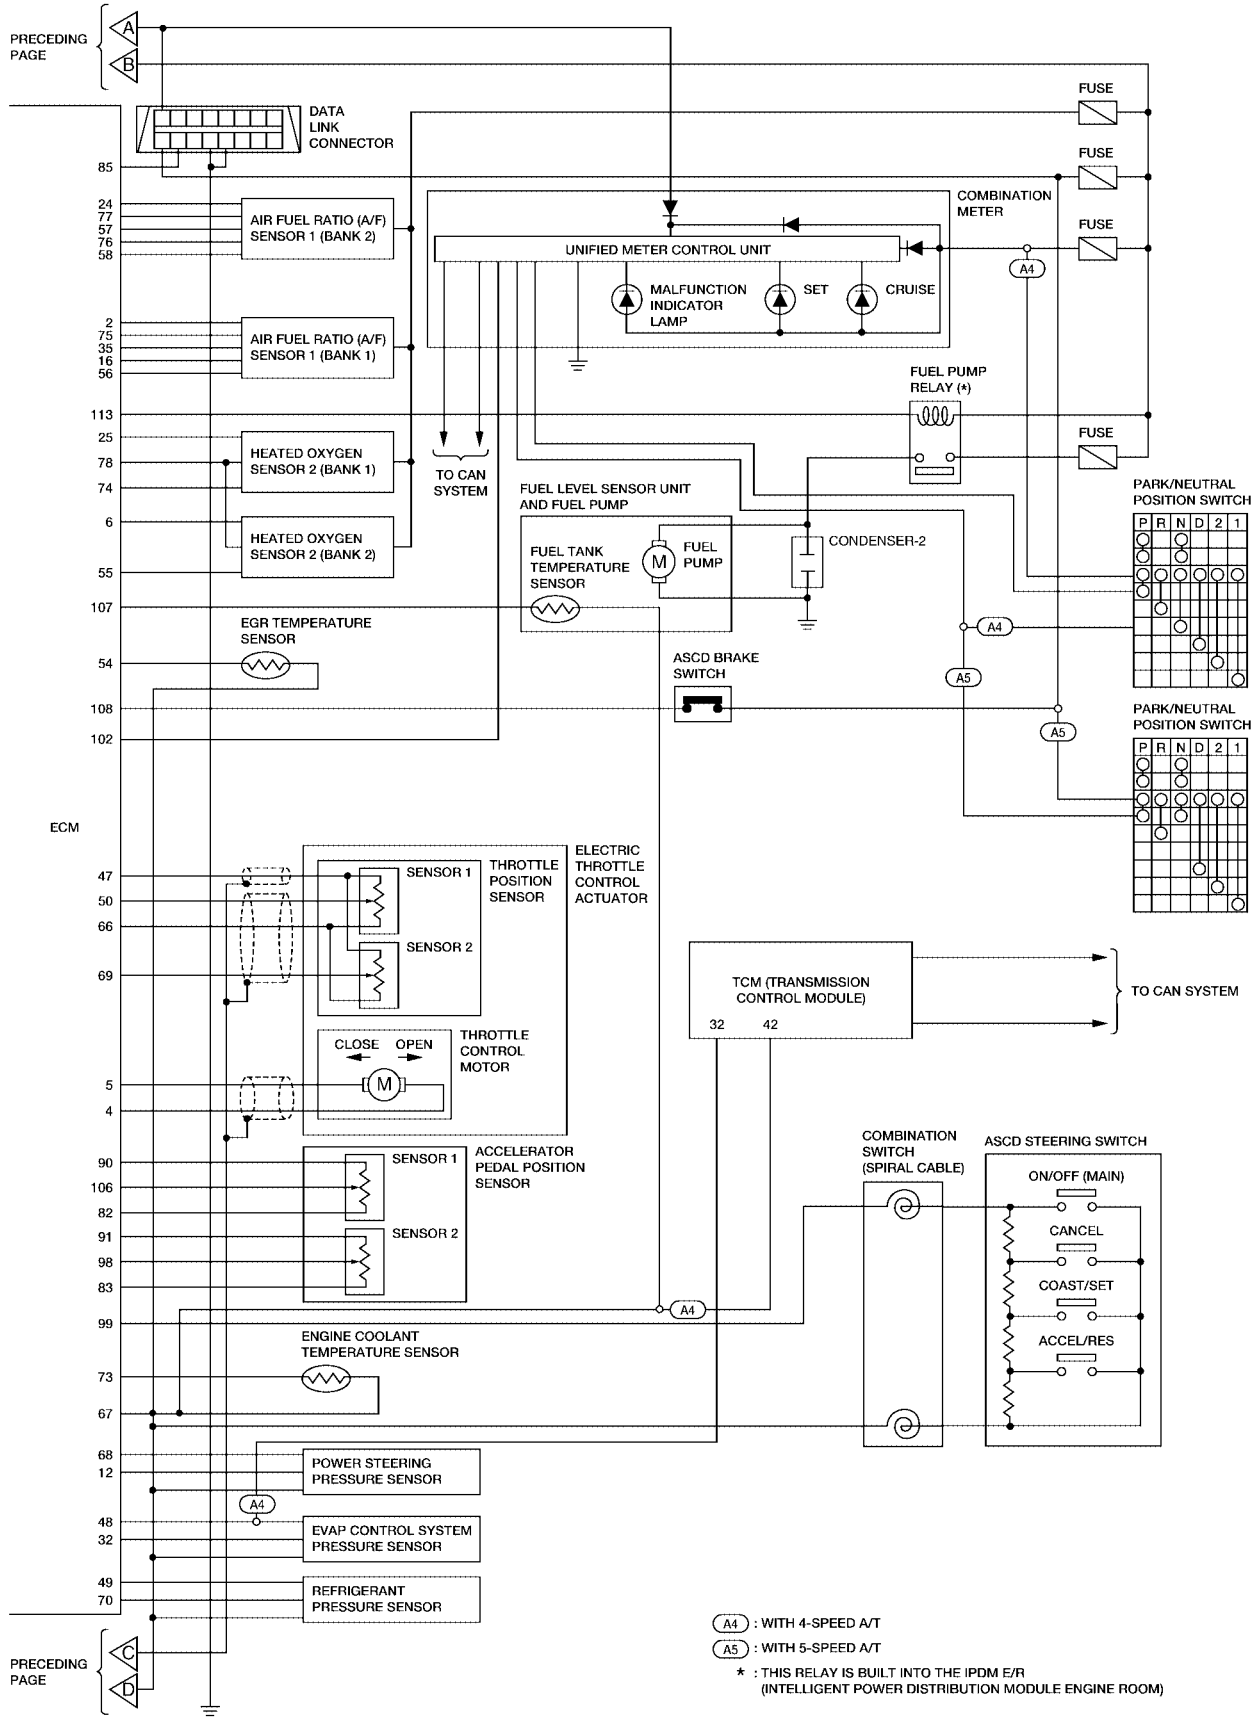 PRECEDING
PAGE
A
B
DATA
LINK
CONNECTOR
FUSE
FUSE
FUSE
FUSE
85
24
77
57
76
58
AIR FUEL RATIO (A/F)
SENSOR 1 (BANK 2)
COMBINATION
METER
UNIFIED METER CONTROL UNIT
A4
MALFUNCTION
INDICATOR
LAMP
SET
CRUISE
2
75
35
16
56
AIR FUEL RATIO (A/F)
SENSOR 1 (BANK 1)
FUEL PUMP
RELAY (*)
113
25
78
74
HEATED OXYGEN
SENSOR 2 (BANK 1)
TO CAN
SYSTEM
6
55
HEATED OXYGEN
SENSOR 2 (BANK 2)
FUEL LEVEL SENSOR UNIT
AND FUEL PUMP
FUEL TANK
TEMPERATURE
SENSOR
M
FUEL
PUMP
CONDENSER-2
PARK/NEUTRAL
POSITION SWITCH
P R N D 2 1
107
EGR TEMPERATURE
SENSOR
54
A4
A5
ASCD BRAKE
SWITCH
108
102
A5
PARK/NEUTRAL
POSITION SWITCH
P R N D 2 1
ECM
47
50
66
69
SENSOR 1
SENSOR 2
THROTTLE
POSITION
SENSOR
ELECTRIC
THROTTLE
CONTROL
ACTUATOR
TCM (TRANSMISSION
CONTROL MODULE)
32 42
TO CAN SYSTEM
CLOSE OPEN
M
THROTTLE
CONTROL
MOTOR
5
4
90
106
82
91
98
83
SENSOR 1
SENSOR 2
ACCELERATOR
PEDAL POSITION
SENSOR
COMBINATION
SWITCH
(SPIRAL CABLE)
ASCD STEERING SWITCH
ON/OFF (MAIN)
CANCEL
COAST/SET
ACCEL/RES
A4
99
ENGINE COOLANT
TEMPERATURE SENSOR
73
67
68
12
POWER STEERING
PRESSURE SENSOR
A4
48
32
EVAP CONTROL SYSTEM
PRESSURE SENSOR
49
70
REFRIGERANT
PRESSURE SENSOR
PRECEDING
PAGE
C
D
A4 : WITH 4-SPEED A/T
A5 : WITH 5-SPEED A/T
* : THIS RELAY IS BUILT INTO THE IPDM E/R
(INTELLIGENT POWER DISTRIBUTION MODULE ENGINE ROOM)